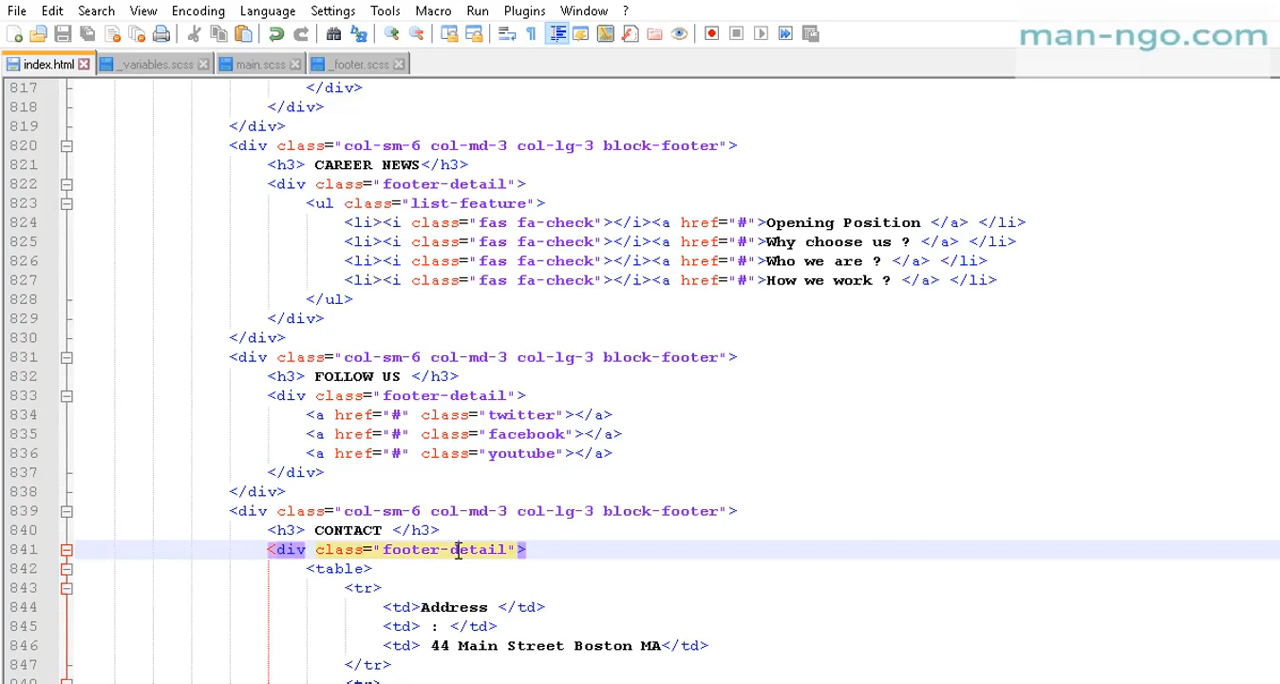 File Edit Search View Encoding Language Settings Tools Macro Run Plugins Window ?
man-ngo.com
index.html _variables.scss main.scss _footer.scss
817 </div>
818 </div>
819 </div>
820 <div class="col-sm-6 col-md-3 col-lg-3 block-footer">
821 <h3> CAREER NEWS</h3>
822 <div class="footer-detail">
823 <ul class="list-feature">
824 <li><i class="fas fa-check"></i><a href="#">Opening Position </a> </li>
825 <li><i class="fas fa-check"></i><a href="#">Why choose us ? </a> </li>
826 <li><i class="fas fa-check"></i><a href="#">Who we are ? </a> </li>
827 <li><i class="fas fa-check"></i><a href="#">How we work ? </a> </li>
828 </ul>
829 </div>
830 </div>
831 <div class="col-sm-6 col-md-3 col-lg-3 block-footer">
832 <h3> FOLLOW US </h3>
833 <div class="footer-detail">
834 <a href="#" class="twitter"></a>
835 <a href="#" class="facebook"></a>
836 <a href="#" class="youtube"></a>
837 </div>
838 </div>
839 <div class="col-sm-6 col-md-3 col-lg-3 block-footer">
840 <h3> CONTACT </h3>
841 <div class="footer-detail">
842 <table>
843 <tr>
844 <td>Address </td>
845 <td> : </td>
846 <td> 44 Main Street Boston MA</td>
847 </tr>
848 <tr>